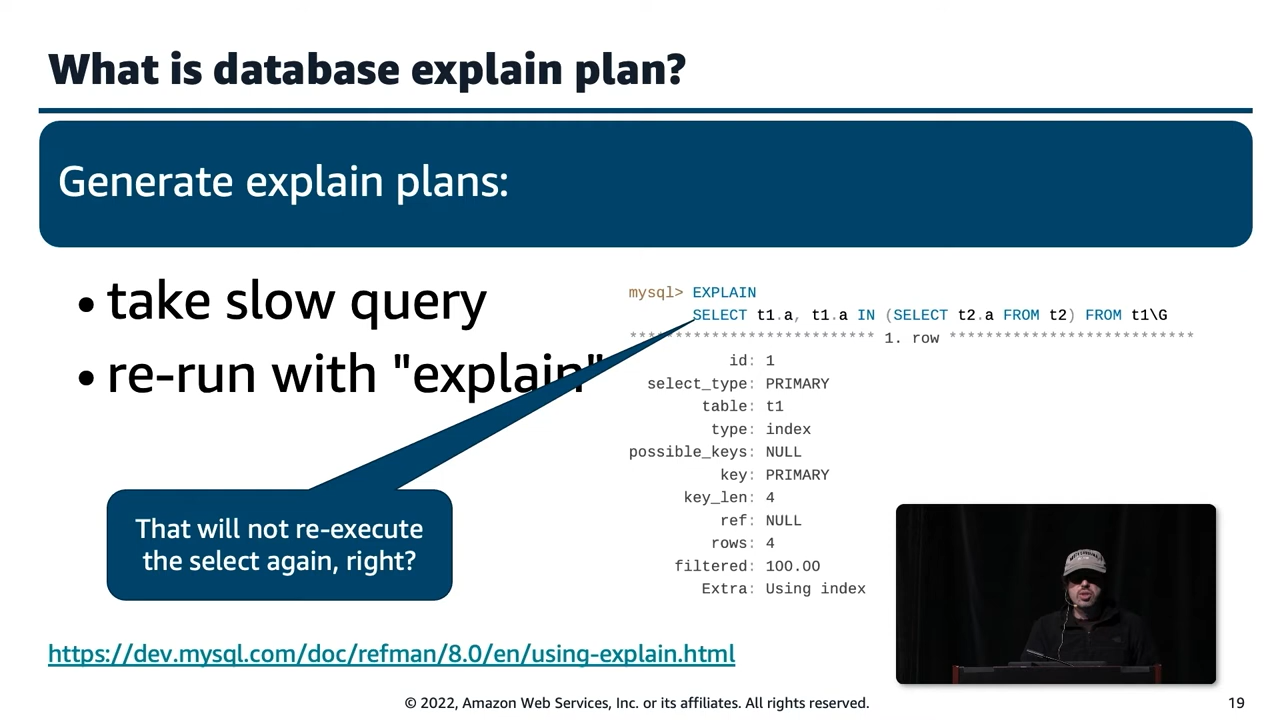 What is database explain plan?
Generate explain plans:
• take slow query
• re-run with "explain"
mysql> EXPLAIN
SELECT t1.a, t1.a IN (SELECT t2.a FROM t2) FROM t1\G
*************************** 1. row ***************************
id: 1
select_type: PRIMARY
table: t1
type: index
possible_keys: NULL
key: PRIMARY
key_len: 4
ref: NULL
rows: 4
filtered: 100.00
Extra: Using index
That will not re-execute
the select again, right?
https://dev.mysql.com/doc/refman/8.0/en/using-explain.html
© 2022, Amazon Web Services, Inc. or its affiliates. All rights reserved.
19